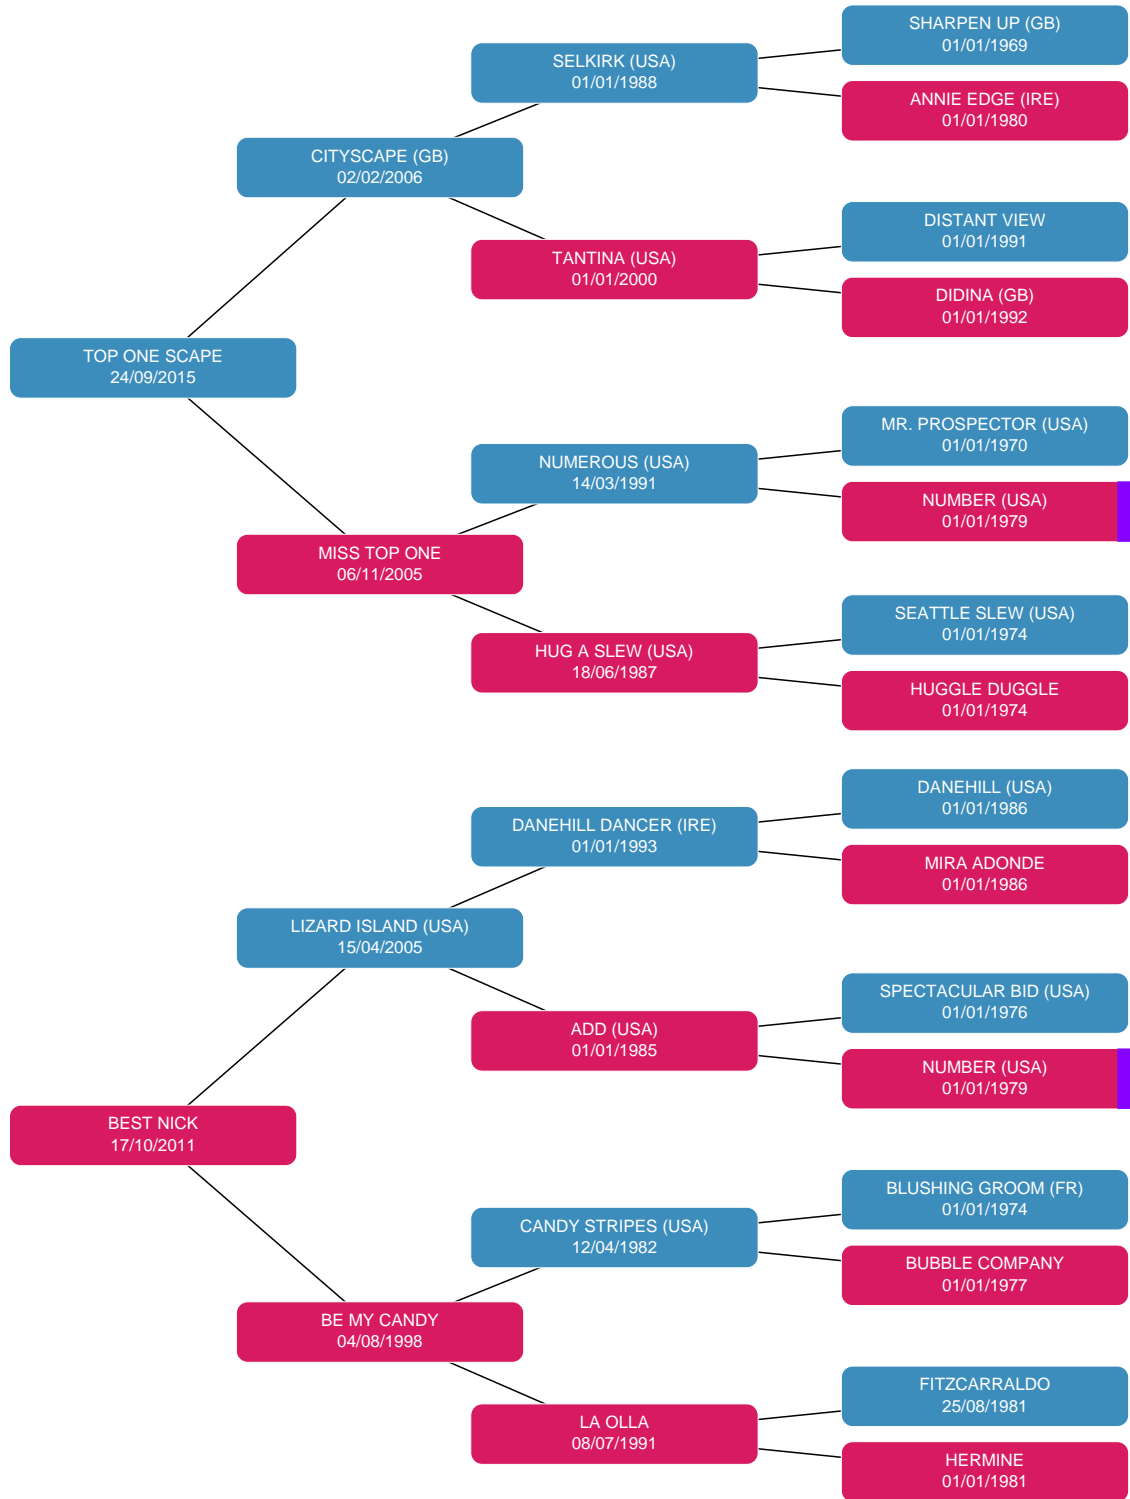 SHARPEN UP (GB)
01/01/1969
SELKIRK (USA)
01/01/1988
ANNIE EDGE (IRE)
01/01/1980
CITYSCAPE (GB)
02/02/2006
DISTANT VIEW
01/01/1991
TANTINA (USA)
01/01/2000
DIDINA (GB)
01/01/1992
TOP ONE SCAPE
24/09/2015
MR. PROSPECTOR (USA)
01/01/1970
NUMEROUS (USA)
14/03/1991
NUMBER (USA)
01/01/1979
MISS TOP ONE
06/11/2005
SEATTLE SLEW (USA)
01/01/1974
HUG A SLEW (USA)
18/06/1987
HUGGLE DUGGLE
01/01/1974
DANEHILL (USA)
01/01/1986
DANEHILL DANCER (IRE)
01/01/1993
MIRA ADONDE
01/01/1986
LIZARD ISLAND (USA)
15/04/2005
SPECTACULAR BID (USA)
01/01/1976
ADD (USA)
01/01/1985
NUMBER (USA)
01/01/1979
BEST NICK
17/10/2011
BLUSHING GROOM (FR)
01/01/1974
CANDY STRIPES (USA)
12/04/1982
BUBBLE COMPANY
01/01/1977
BE MY CANDY
04/08/1998
FITZCARRALDO
25/08/1981
LA OLLA
08/07/1991
HERMINE
01/01/1981